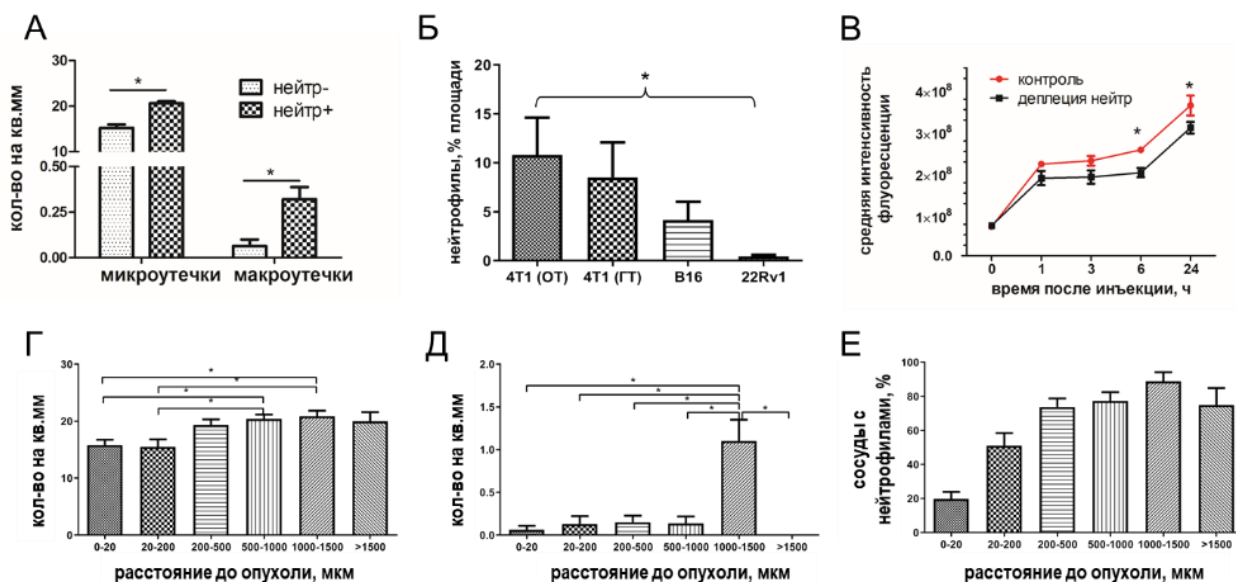 А
кол-во на кв.мм
30
20
10
0.50
0.25
0.00
*
*
нейтр-
нейтр+
микроутечки
макроутечки
Б
нейтрофилы, % площади
20
15
10
5
0
*
4T1 (ОТ)
4T1 (ГТ)
B16
22Rv1
В
средняя интенсивность
флуоресценции
4×10⁸
3×10⁸
2×10⁸
1×10⁸
0.0
контроль
деплеция нейтр
*
*
0
1
3
6
24
время после инъекции, ч
Г
кол-во на кв.мм
30
20
10
0
*
*
*
*
0-20
20-200
200-500
500-1000
1000-1500
>1500
расстояние до опухоли, мкм
Д
кол-во на кв.мм
2.0
1.5
1.0
0.5
0.0
*
*
*
*
*
0-20
20-200
200-500
500-1000
1000-1500
>1500
расстояние до опухоли, мкм
Е
сосуды с
нейтрофилами, %
100
80
60
40
20
0
0-20
20-200
200-500
500-1000
1000-1500
>1500
расстояние до опухоли, мкм